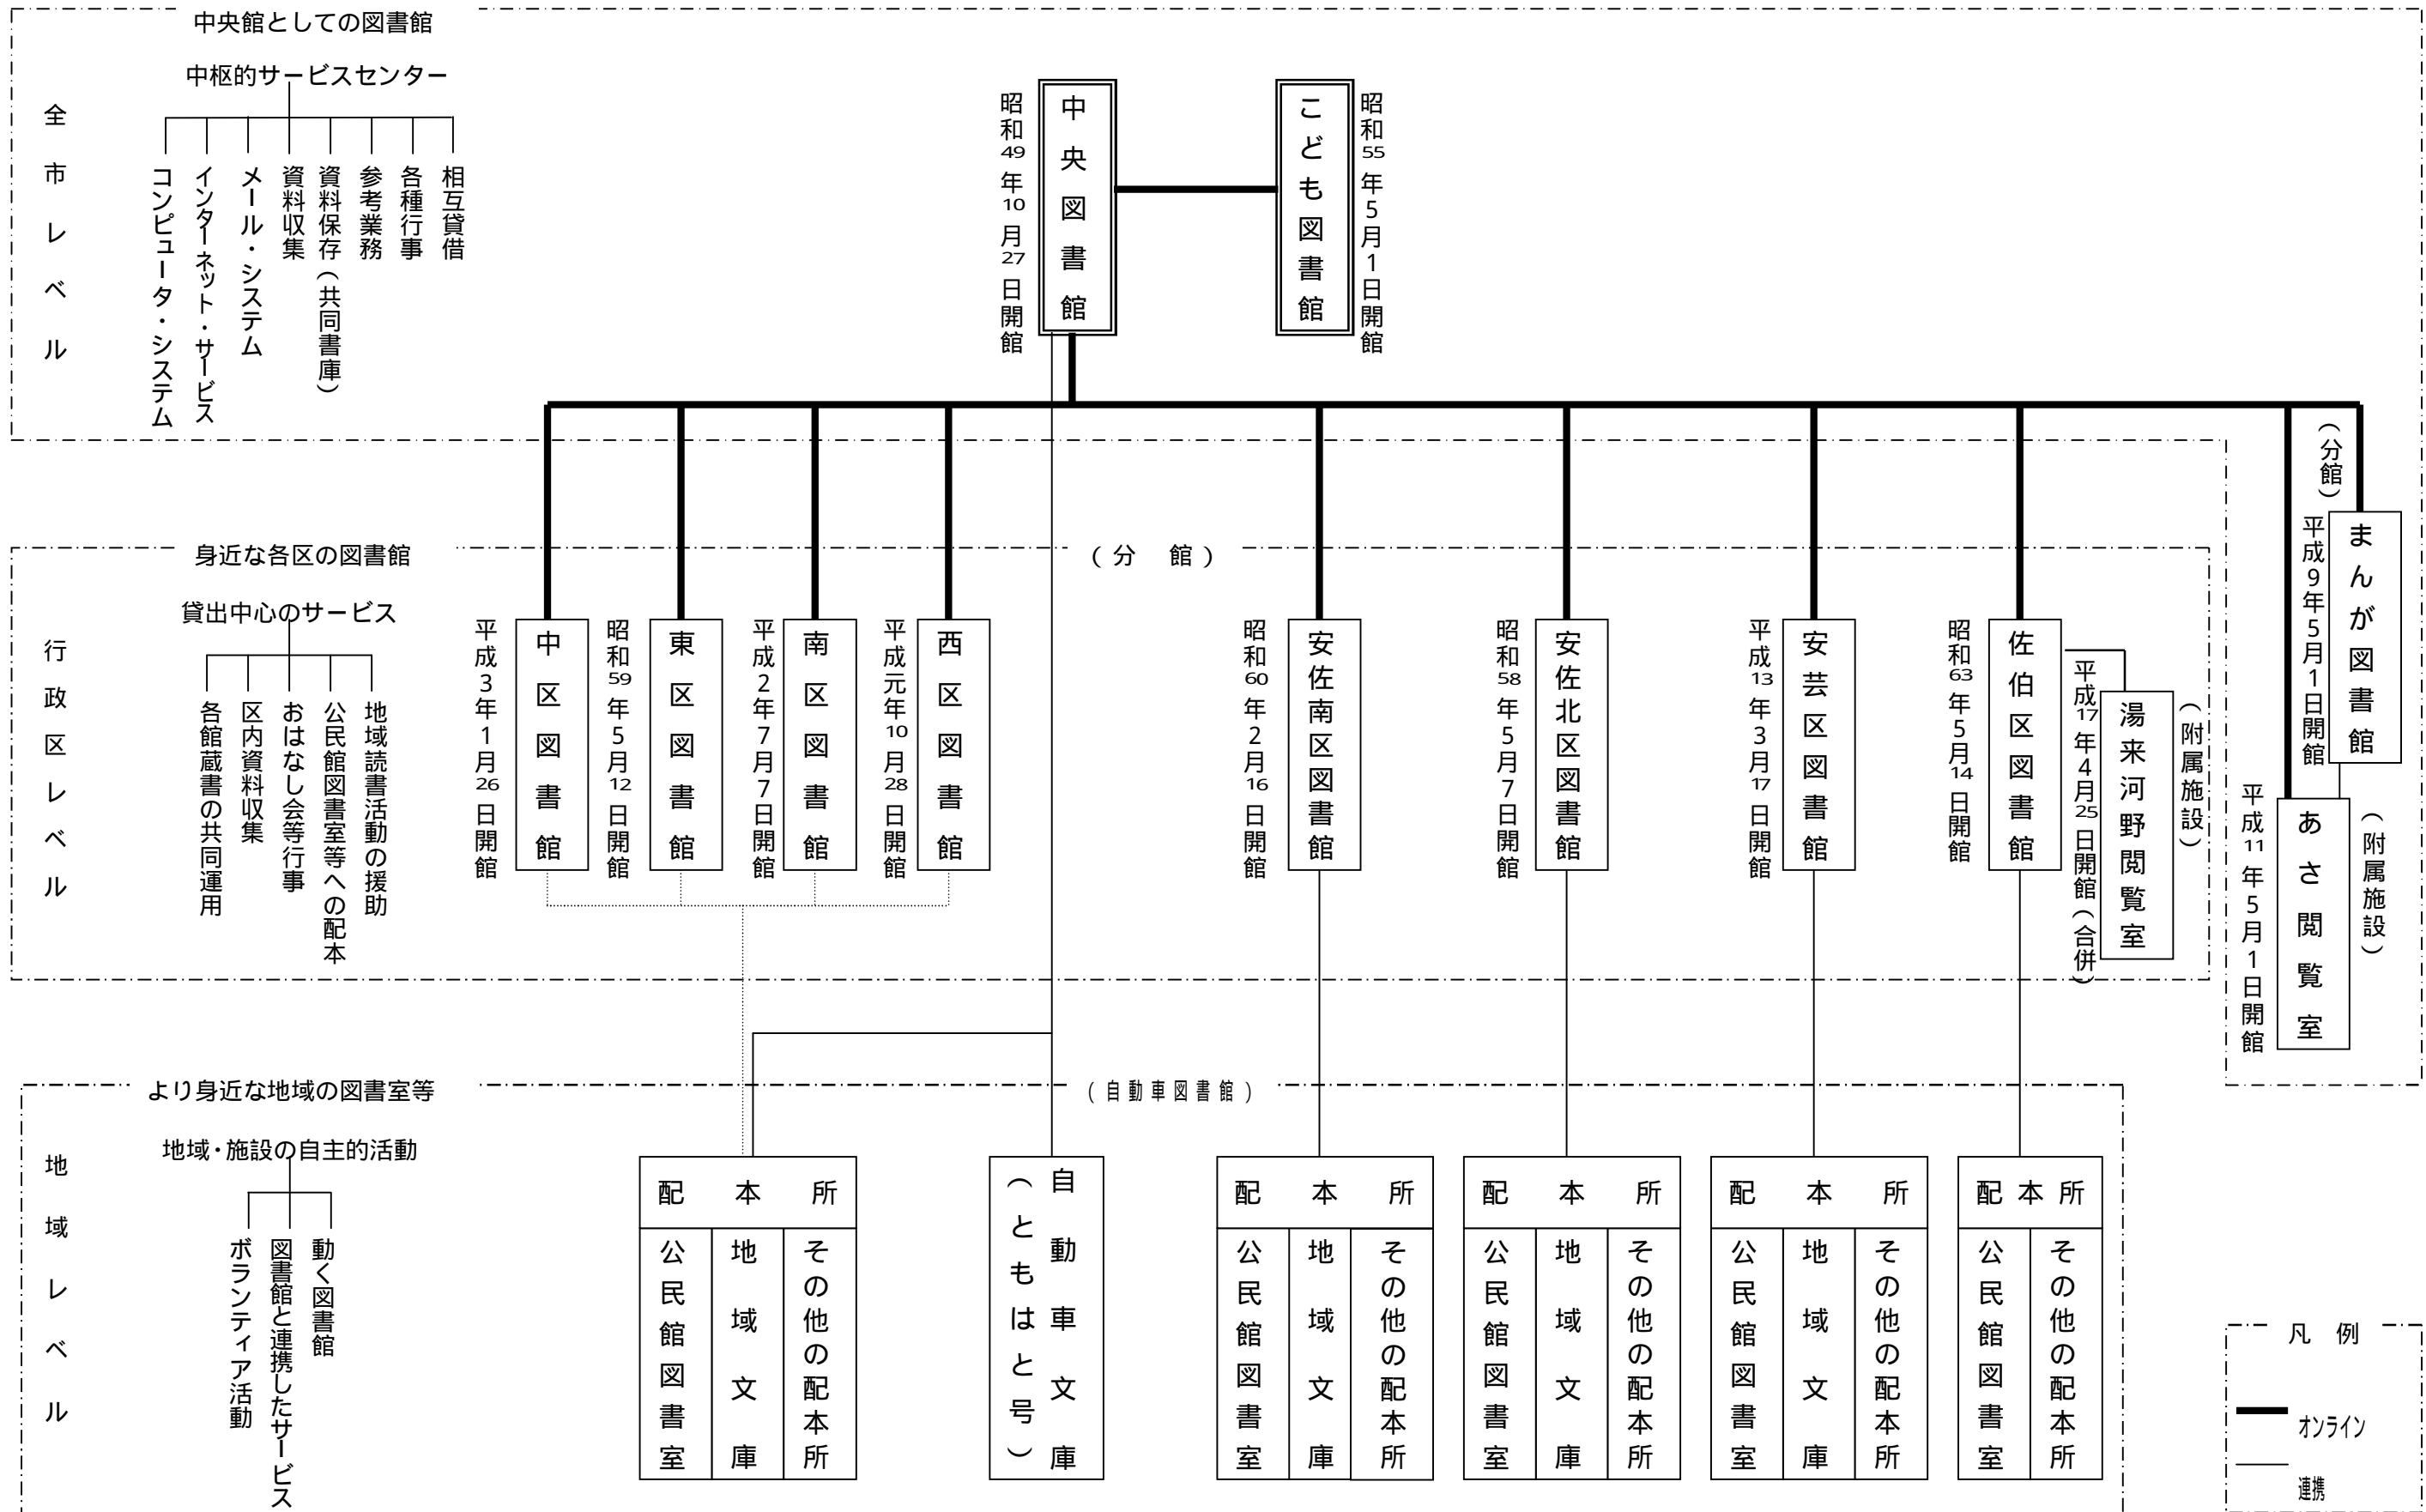 中央館としての図書館
中枢的サービスセンター
全市レベル
コンピュータ・システム
インターネット・サービス
メール・システム
資料収集
資料保存（共同書庫）
参考業務
各種行事
相互貸借
昭和49年10月27日開館
中央図書館
こども図書館
昭和55年5月1日開館
（分館）
平成9年5月1日開館
まんが図書館
平成11年5月1日開館
あさ閲覧室
（附属施設）
身近な各区の図書館
（分　館）
貸出中心のサービス
行政区レベル
各館蔵書の共同運用
区内資料収集
おはなし会等行事
公民館図書室等への配本
地域読書活動の援助
平成3年1月26日開館
中区図書館
昭和59年5月12日開館
東区図書館
平成2年7月7日開館
南区図書館
平成元年10月28日開館
西区図書館
昭和60年2月16日開館
安佐南区図書館
昭和58年5月7日開館
安佐北区図書館
平成13年3月17日開館
安芸区図書館
昭和63年5月14日開館
佐伯区図書館
平成17年4月25日開館（合併）
湯来河野閲覧室
（附属施設）
より身近な地域の図書室等
（自動車図書館）
地域・施設の自主的活動
地域レベル
ボランティア活動
図書館と連携したサービス
動く図書館
配本所
公民館図書室
地域文庫
その他の配本所
自動車文庫
（ともはと号）
配本所
公民館図書室
地域文庫
その他の配本所
配本所
公民館図書室
地域文庫
その他の配本所
配本所
公民館図書室
地域文庫
その他の配本所
配本所
公民館図書室
その他の配本所
凡　例
オンライン
連携